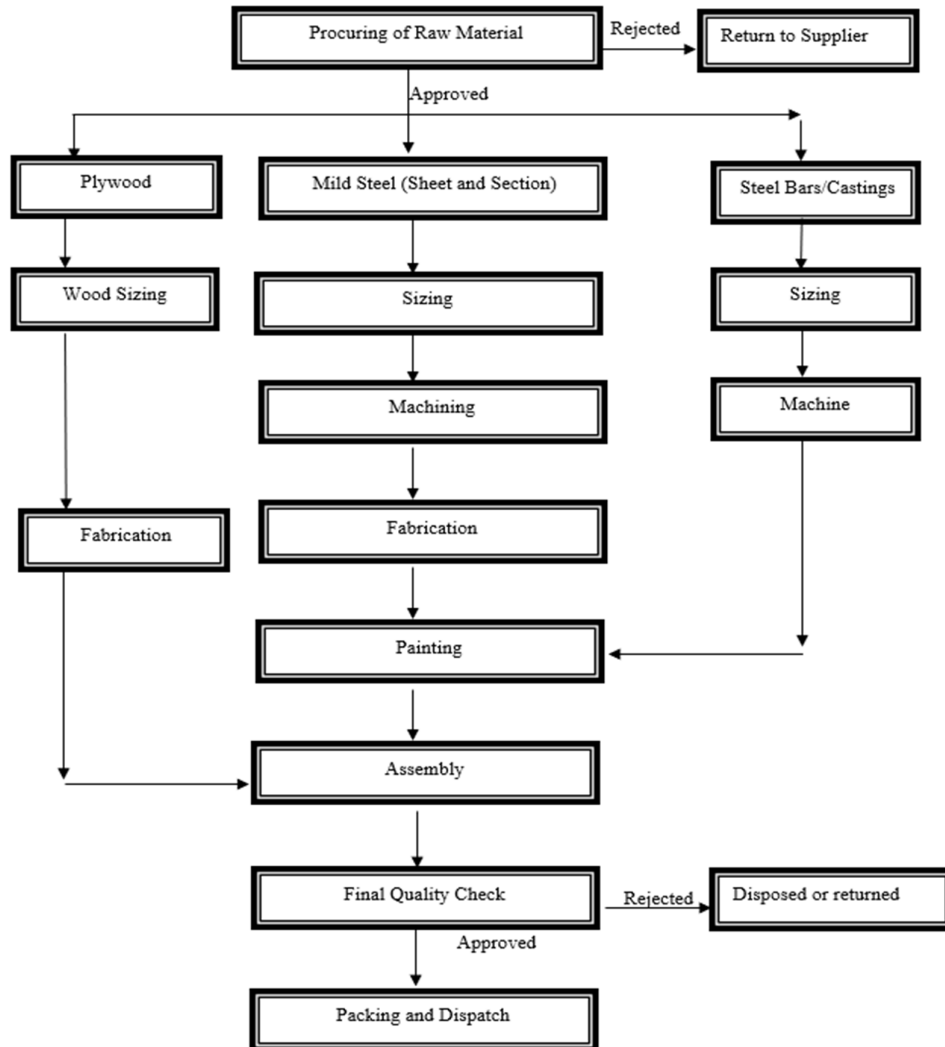 Procuring of Raw Material
Rejected
Return to Supplier
Approved
Plywood
Mild Steel (Sheet and Section)
Steel Bars/Castings
Wood Sizing
Sizing
Sizing
Machining
Machine
Fabrication
Fabrication
Painting
Assembly
Final Quality Check
Rejected
Disposed or returned
Approved
Packing and Dispatch